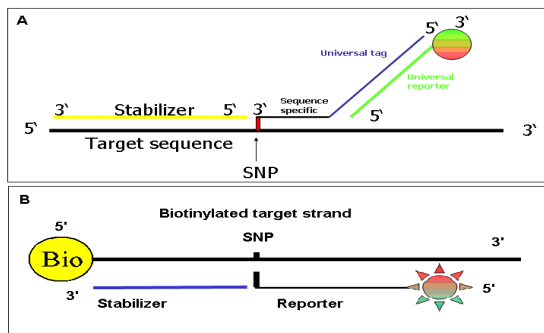 A
5‵ 3‵
Universal tag
Universal reporter
3‵ Stabilizer 5‵ 3‵ Sequence specific 5‵
5‵ Target sequence 3‵
SNP
B
5' Biotinylated target strand
SNP 3'
Bio
3' Stabilizer Reporter 5'